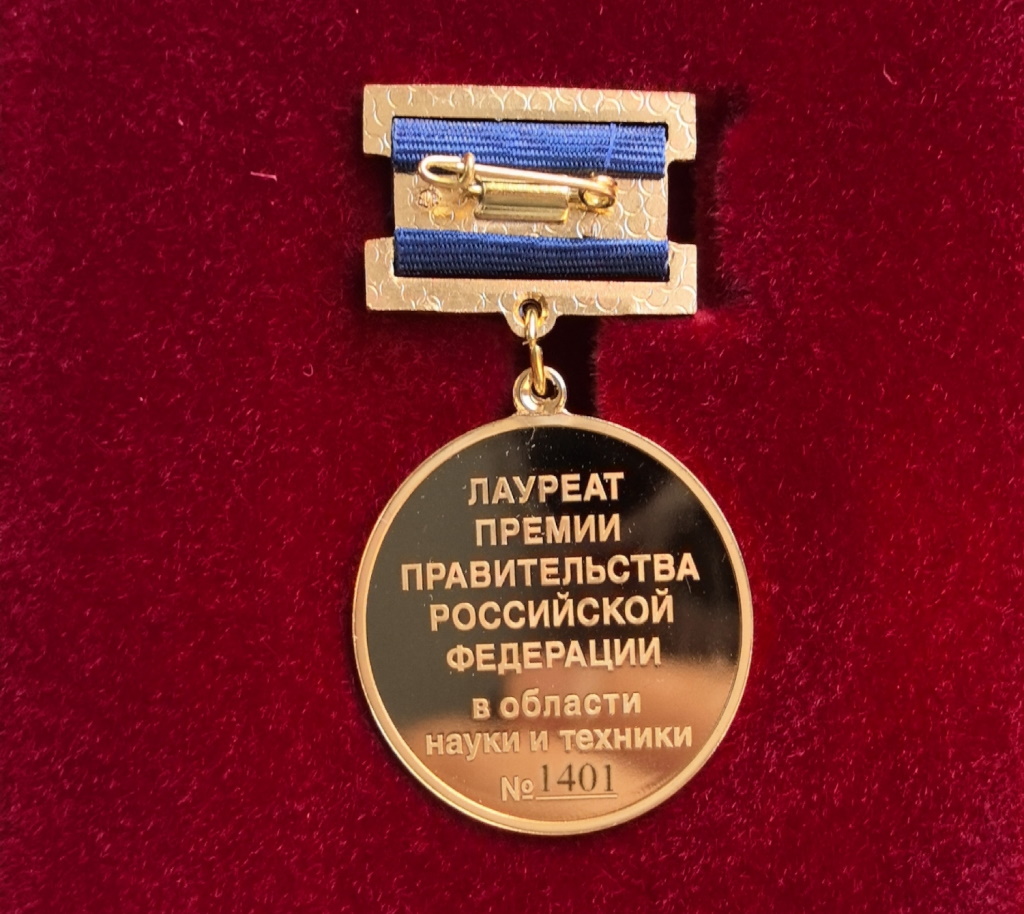 ЛАУРЕАТ
ПРЕМИИ
ПРАВИТЕЛЬСТВА
РОССИЙСКОЙ
ФЕДЕРАЦИИ
в области
науки и техники
№1401